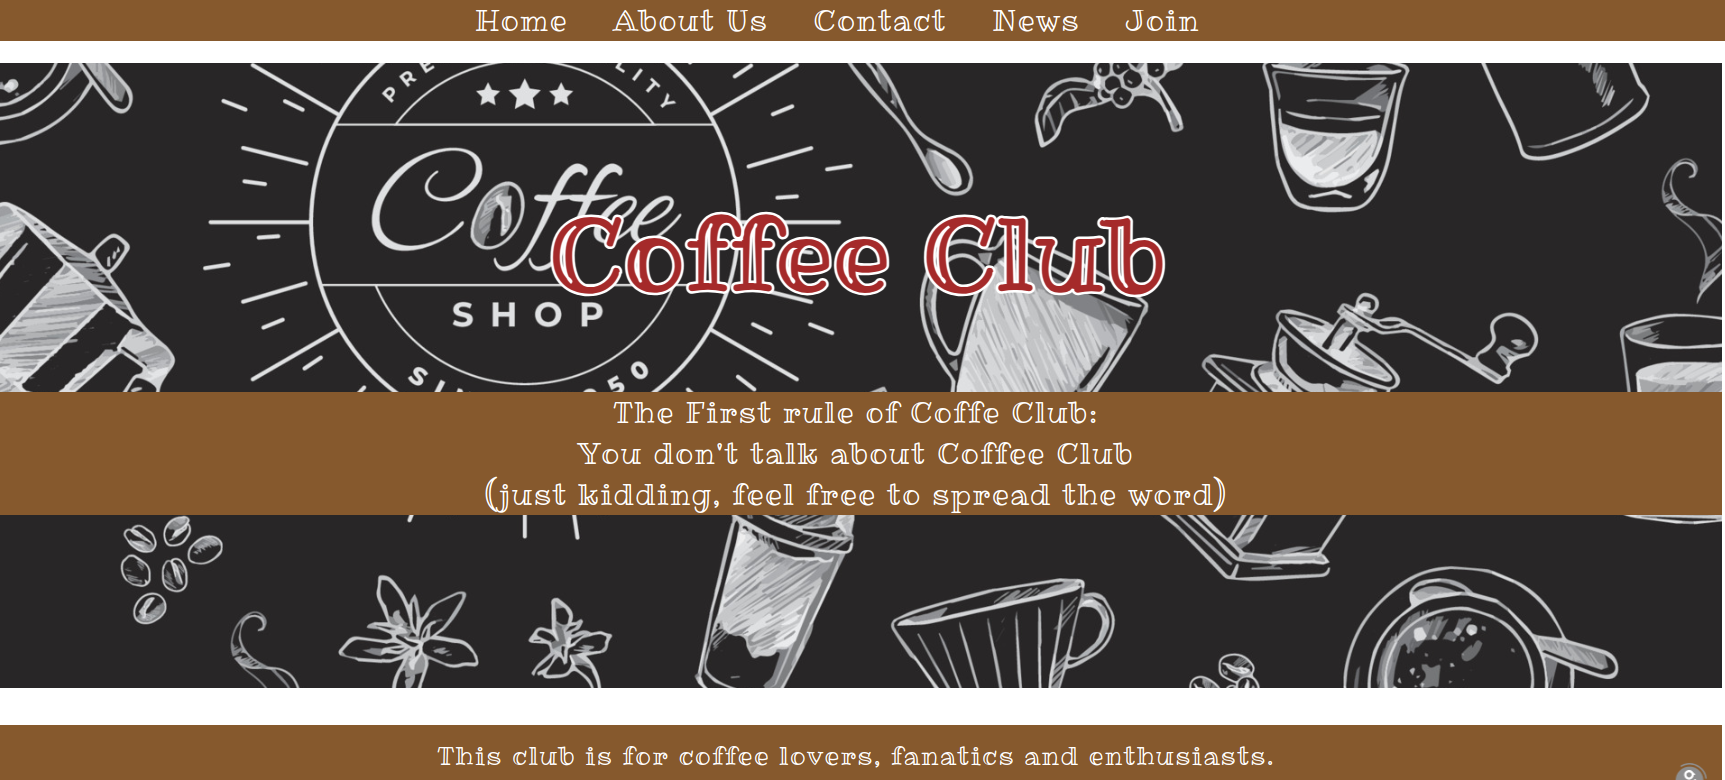 Home About Us Contact News Join
Coffee
SHOP
Coffee Club
The First rule of Coffe Club:
You don't talk about Coffee Club
(just kidding, feel free to spread the word)
This club is for coffee lovers, fanatics and enthusiasts.